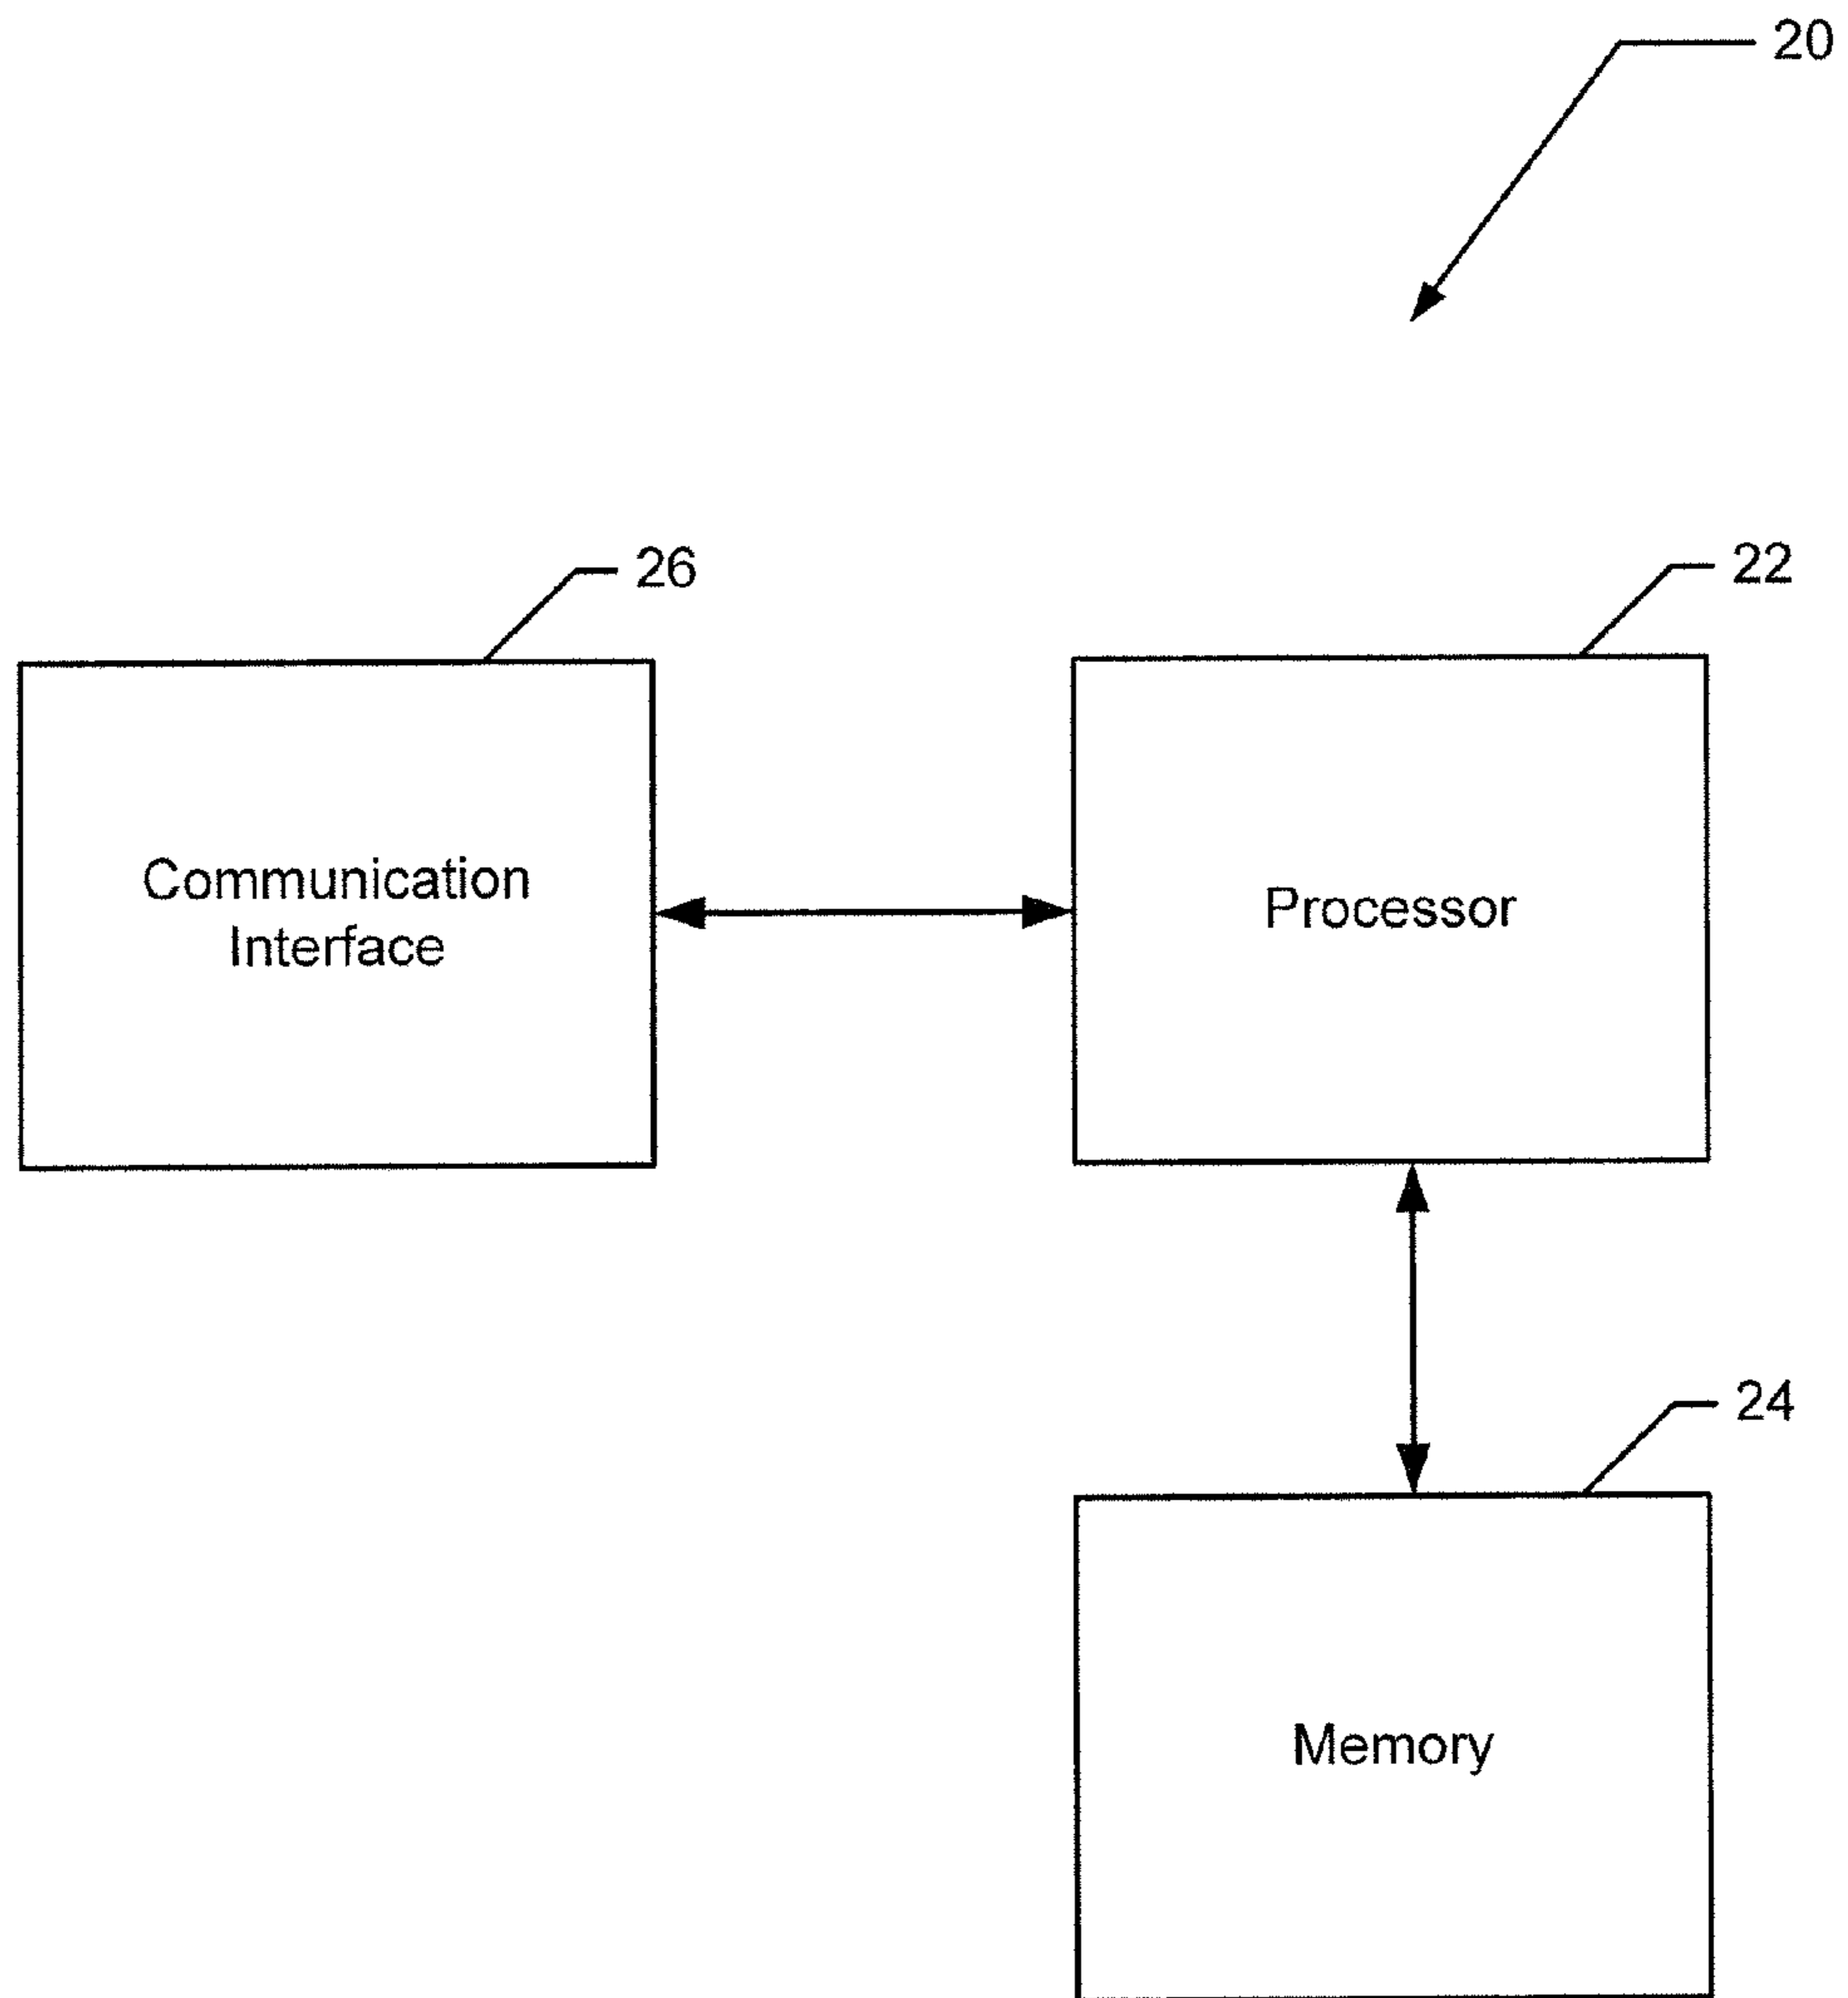 20
26
22
Communication
Interface
Processor
24
Memory